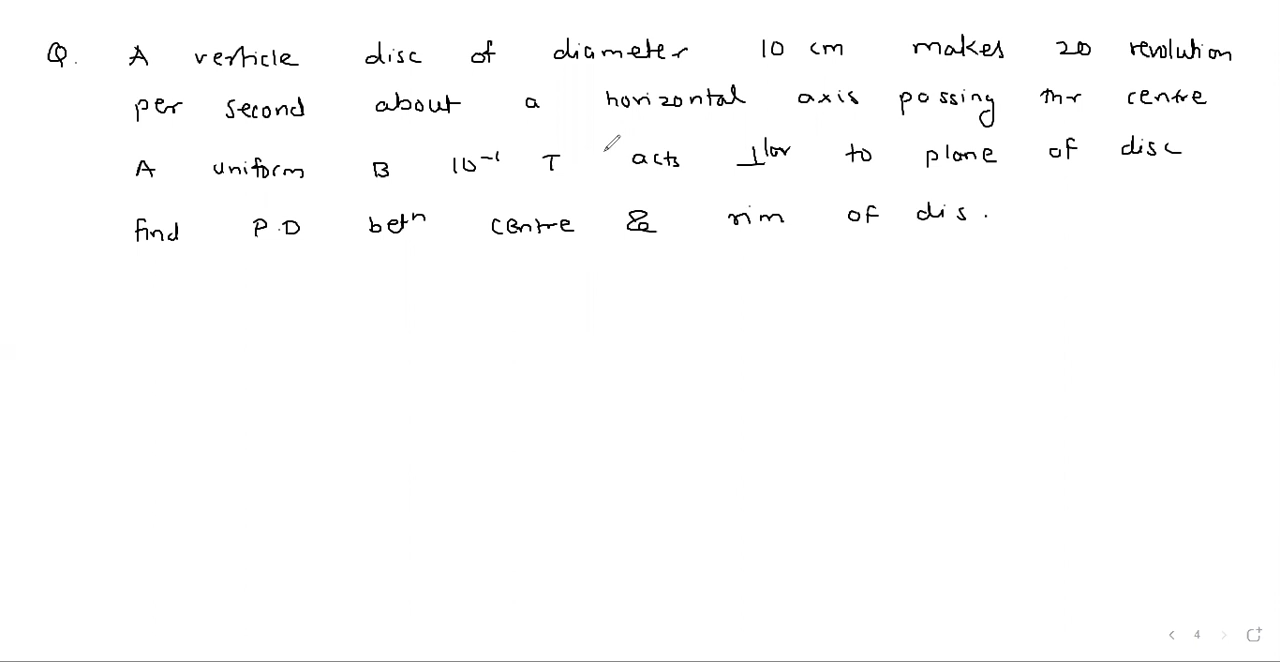 Q. A verticle disc of diameter 10 cm makes 20 revolution
per second about a horizontal axis passing thr centre
A uniform B 10⁻¹ T acts ⊥lar to plane of disc
find P.D betn centre & rim of dis.
4